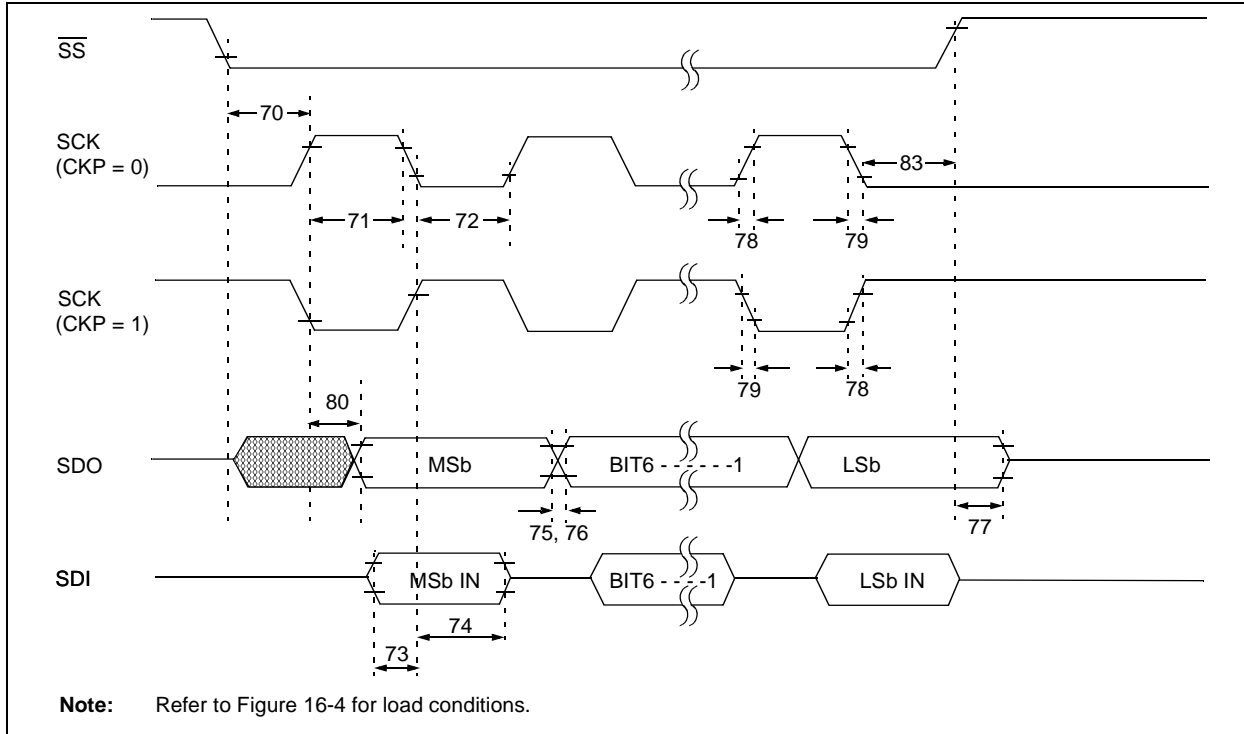 SS
70
SCK
(CKP = 0)
83
71
72
78
79
SCK
(CKP = 1)
79
78
80
SDO
MSb
BIT6 - - - - - -1
LSb
75, 76
77
SDI
MSb IN
BIT6 - - - - -1
LSb IN
74
73
Note: Refer to Figure 16-4 for load conditions.